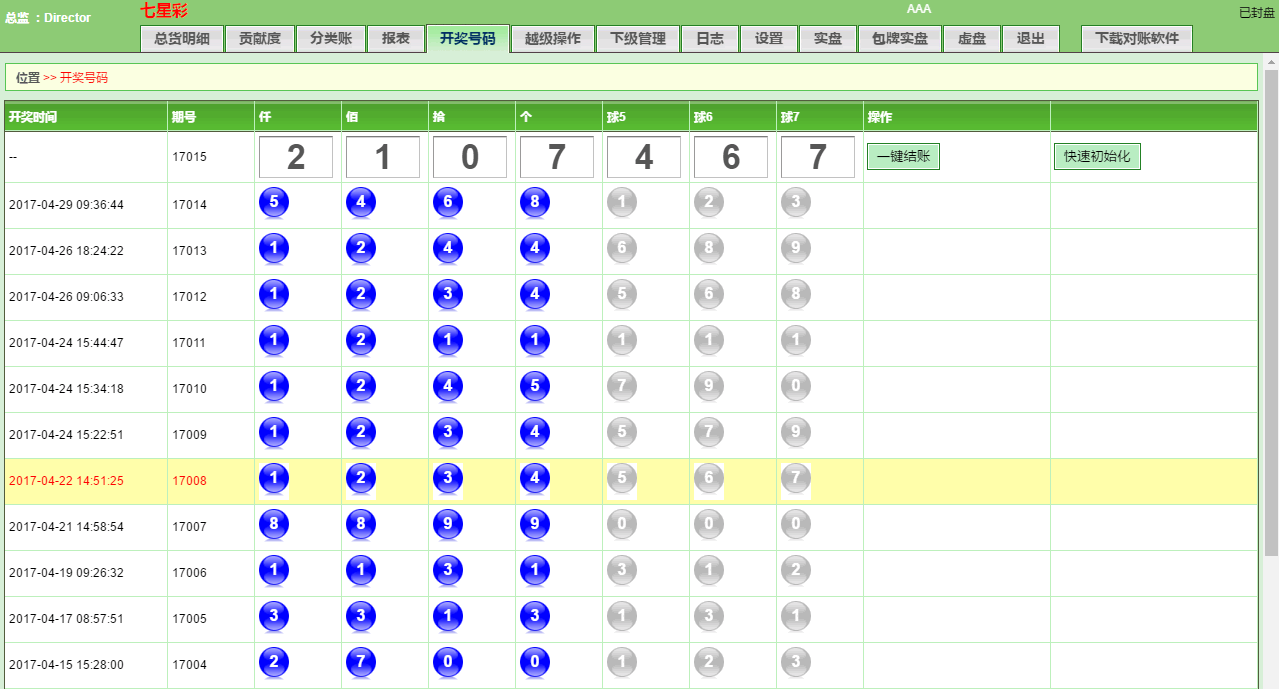 总监 ：Director
七星彩
AAA
已封盘
总货明细 贡献度 分类账 报表 开奖号码 越级操作 下级管理 日志 设置 实盘 包牌实盘 虚盘 退出 下载对账软件
位置 >> 开奖号码
开奖时间 期号 仟 佰 拾 个 球5 球6 球7 操作
-- 17015 2 1 0 7 4 6 7 一键结账 快速初始化
2017-04-29 09:36:44 17014 5 4 6 8 1 2 3
2017-04-26 18:24:22 17013 1 2 4 4 6 8 9
2017-04-26 09:06:33 17012 1 2 3 4 5 6 8
2017-04-24 15:44:47 17011 1 2 1 1 1 1 1
2017-04-24 15:34:18 17010 1 2 4 5 7 9 0
2017-04-24 15:22:51 17009 1 2 3 4 5 7 9
2017-04-22 14:51:25 17008 1 2 3 4 5 6 7
2017-04-21 14:58:54 17007 8 8 9 9 0 0 0
2017-04-19 09:26:32 17006 1 1 3 1 3 1 2
2017-04-17 08:57:51 17005 3 3 1 3 1 3 1
2017-04-15 15:28:00 17004 2 7 0 0 1 2 3